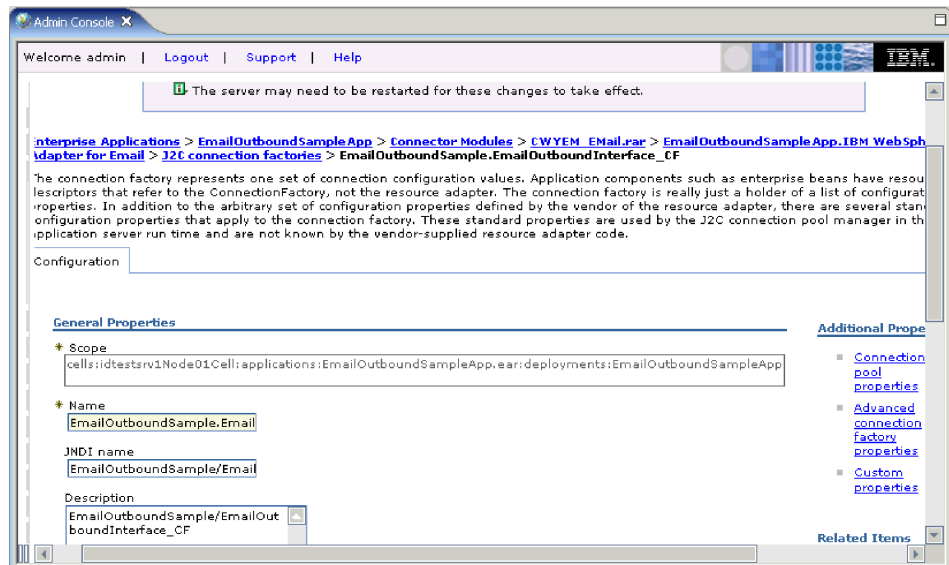 Admin Console
Welcome admin | Logout | Support | Help
IBM.
The server may need to be restarted for these changes to take effect.
Enterprise Applications > EmailOutboundSampleApp > Connector Modules > CWYEM_EMail.rar > EmailOutboundSampleApp.IBM WebSph
Adapter for Email > J2C connection factories > EmailOutboundSample.EmailOutboundInterface_CF
The connection factory represents one set of connection configuration values. Application components such as enterprise beans have resou
descriptors that refer to the ConnectionFactory, not the resource adapter. The connection factory is really just a holder of a list of configurat
properties. In addition to the arbitrary set of configuration properties defined by the vendor of the resource adapter, there are several stan
configuration properties that apply to the connection factory. These standard properties are used by the J2C connection pool manager in th
application server run time and are not known by the vendor-supplied resource adapter code.
Configuration
General Properties
* Scope
cells:idtestsrv1Node01Cell:applications:EmailOutboundSampleApp.ear:deployments:EmailOutboundSampleApp
* Name
EmailOutboundSample.Email
JNDI name
EmailOutboundSample/Email
Description
EmailOutboundSample/EmailOut
boundInterface_CF
Additional Prope
Connection
pool
properties
Advanced
connection
factory
properties
Custom
properties
Related Items